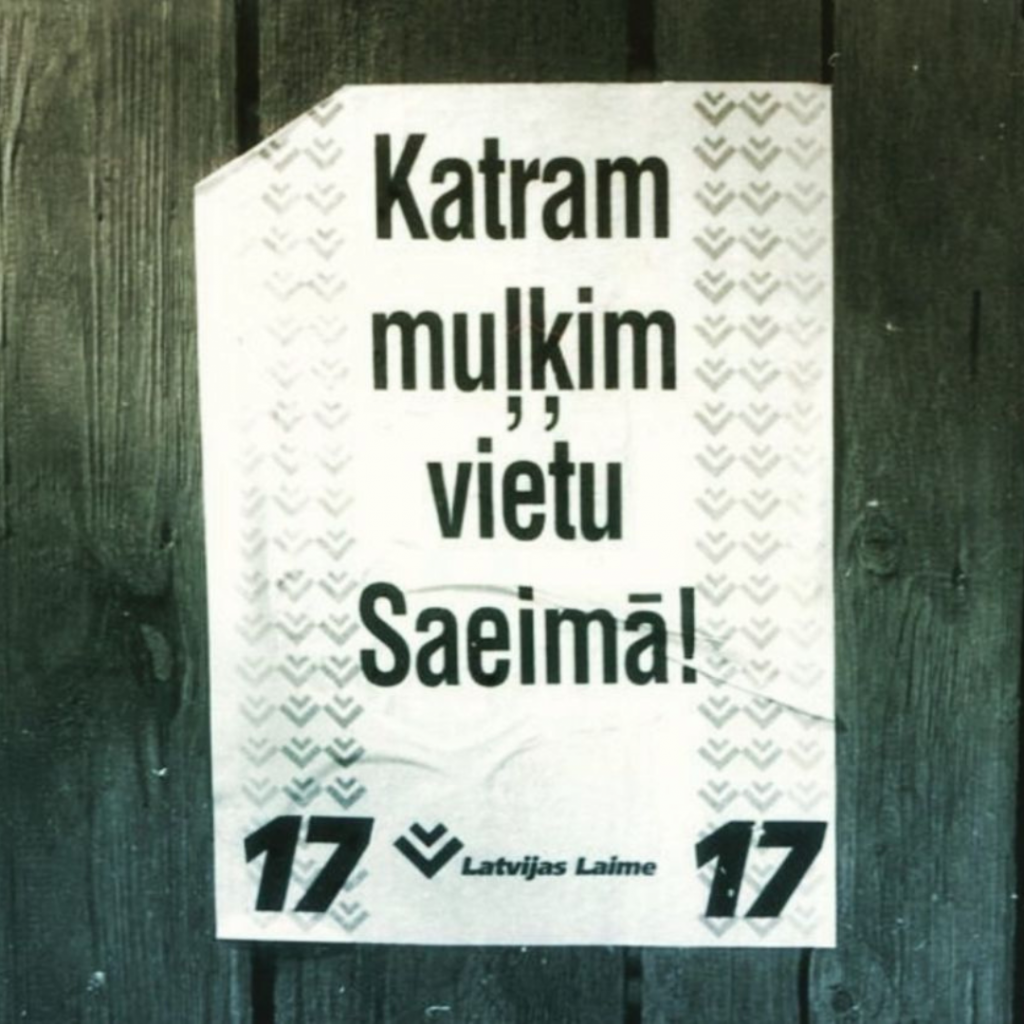 Katram
muļķim
vietu
Saeimā!
17 Latvijas Laime 17